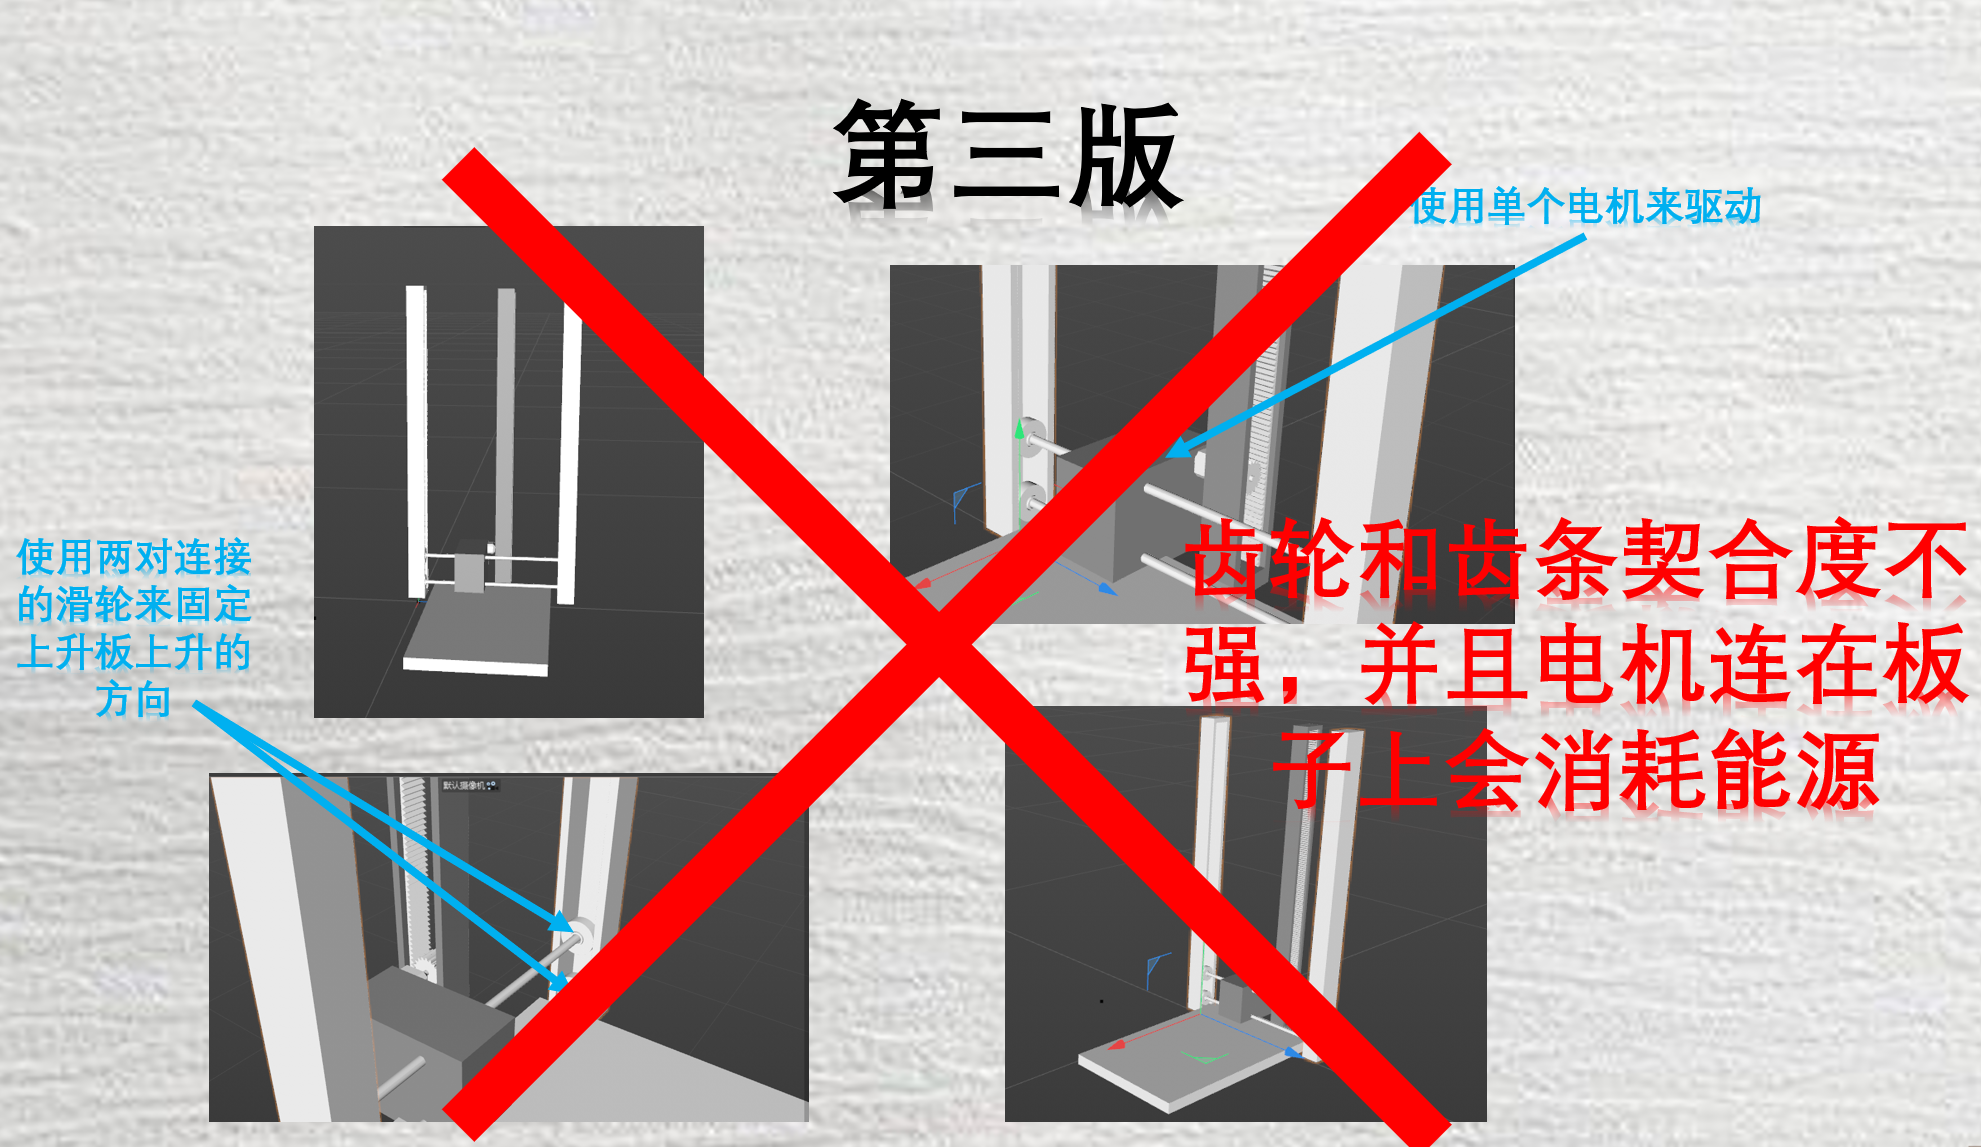 第三版
使用单个电机来驱动
使用两对连接
的滑轮来固定
上升板上升的
方向
齿轮和齿条契合度不
强，并且电机连在板
子上会消耗能源
默认摄像机